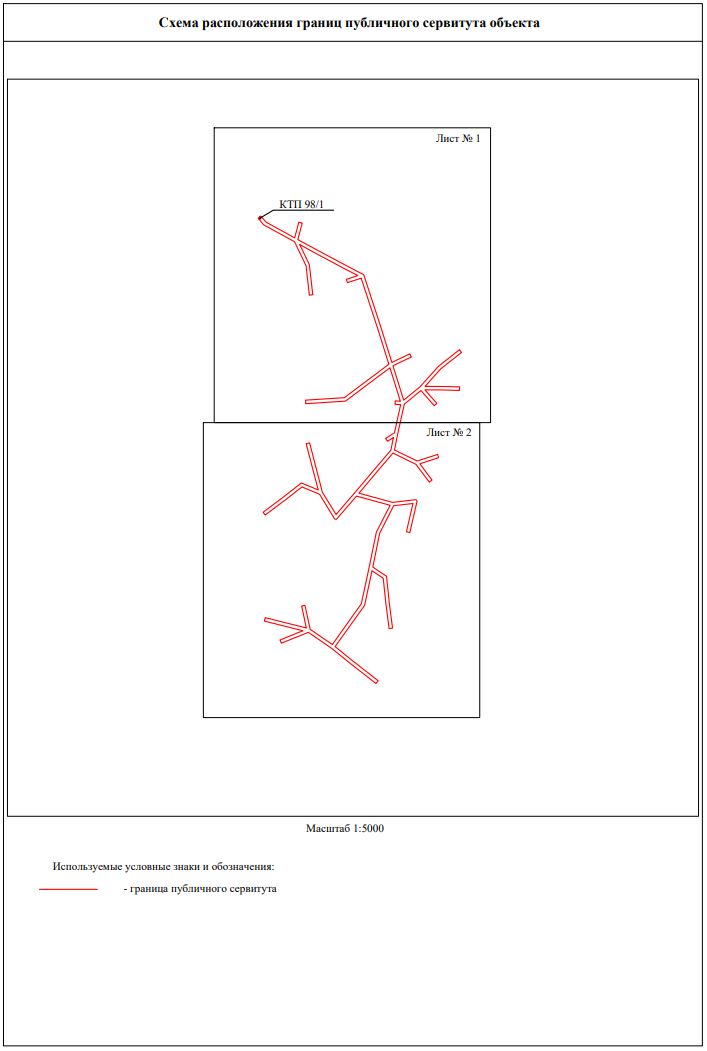 Схема расположения границ публичного сервитута объекта
Лист № 1
КТП 98/1
Лист № 2
Масштаб 1:5000
Используемые условные знаки и обозначения:
- граница публичного сервитута